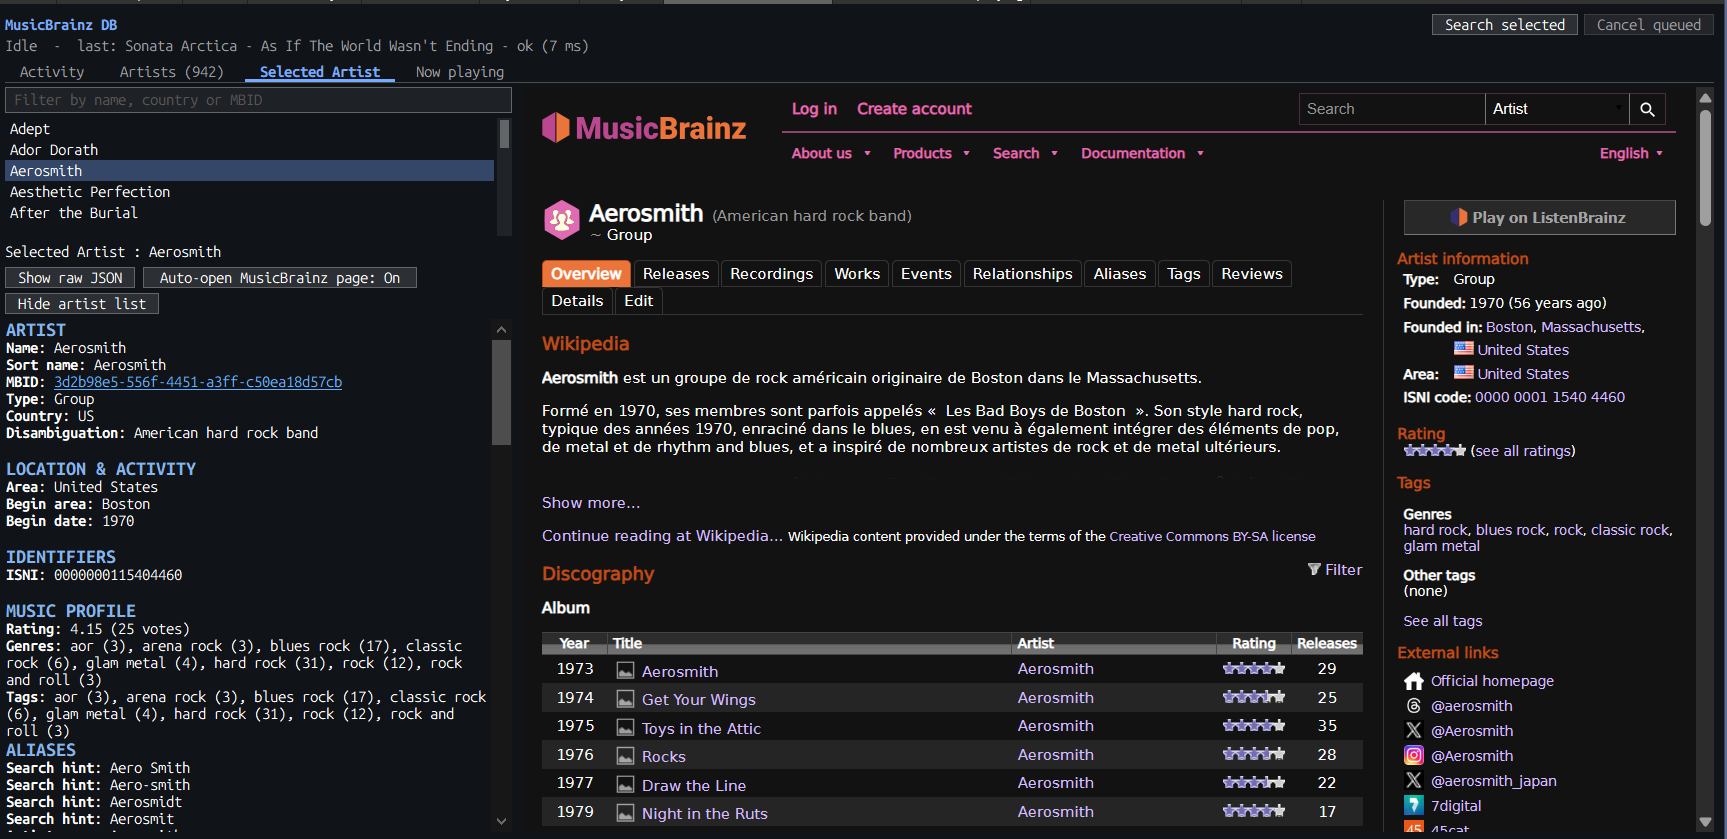 MusicBrainz DB
Search selected
Cancel queued
Idle - last: Sonata Arctica - As If The World Wasn't Ending - ok (7 ms)
Activity
Artists (942)
Selected Artist
Now playing
Filter by name, country or MBID
Adept
Ador Dorath
Aerosmith
Aesthetic Perfection
After the Burial
Selected Artist : Aerosmith
Show raw JSON
Auto-open MusicBrainz page: On
Hide artist list
ARTIST
Name: Aerosmith
Sort name: Aerosmith
MBID: 3d2b98e5-556f-4451-a3ff-c50ea18d57cb
Type: Group
Country: US
Disambiguation: American hard rock band
LOCATION & ACTIVITY
Area: United States
Begin area: Boston
Begin date: 1970
IDENTIFIERS
ISNI: 0000000115404460
MUSIC PROFILE
Rating: 4.15 (25 votes)
Genres: aor (3), arena rock (3), blues rock (17), classic
rock (6), glam metal (4), hard rock (31), rock (12), rock
and roll (3)
Tags: aor (3), arena rock (3), blues rock (17), classic rock
(6), glam metal (4), hard rock (31), rock (12), rock and
roll (3)
ALIASES
Search hint: Aero Smith
Search hint: Aero-smith
Search hint: Aerosmidt
Search hint: Aerosmit
MusicBrainz
Log in
Create account
Search
Artist
About us
Products
Search
Documentation
English
Aerosmith (American hard rock band)
~ Group
Overview
Releases
Recordings
Works
Events
Relationships
Aliases
Tags
Reviews
Details
Edit
Wikipedia
Aerosmith est un groupe de rock américain originaire de Boston dans le Massachusetts.
Formé en 1970, ses membres sont parfois appelés « Les Bad Boys de Boston ». Son style hard rock,
typique des années 1970, enraciné dans le blues, en est venu à également intégrer des éléments de pop,
de metal et de rhythm and blues, et a inspiré de nombreux artistes de rock et de metal ultérieurs.
Show more...
Continue reading at Wikipedia... Wikipedia content provided under the terms of the Creative Commons BY-SA license
Discography
Filter
Album
Year Title Artist Rating Releases
1973 Aerosmith Aerosmith 29
1974 Get Your Wings Aerosmith 25
1975 Toys in the Attic Aerosmith 35
1976 Rocks Aerosmith 28
1977 Draw the Line Aerosmith 22
1979 Night in the Ruts Aerosmith 17
Play on ListenBrainz
Artist information
Type: Group
Founded: 1970 (56 years ago)
Founded in: Boston, Massachusetts,
United States
Area: United States
ISNI code: 0000 0001 1540 4460
Rating
(see all ratings)
Tags
Genres
hard rock, blues rock, rock, classic rock,
glam metal
Other tags
(none)
See all tags
External links
Official homepage
@aerosmith
@Aerosmith
@Aerosmith
@aerosmith_japan
7digital
45cat